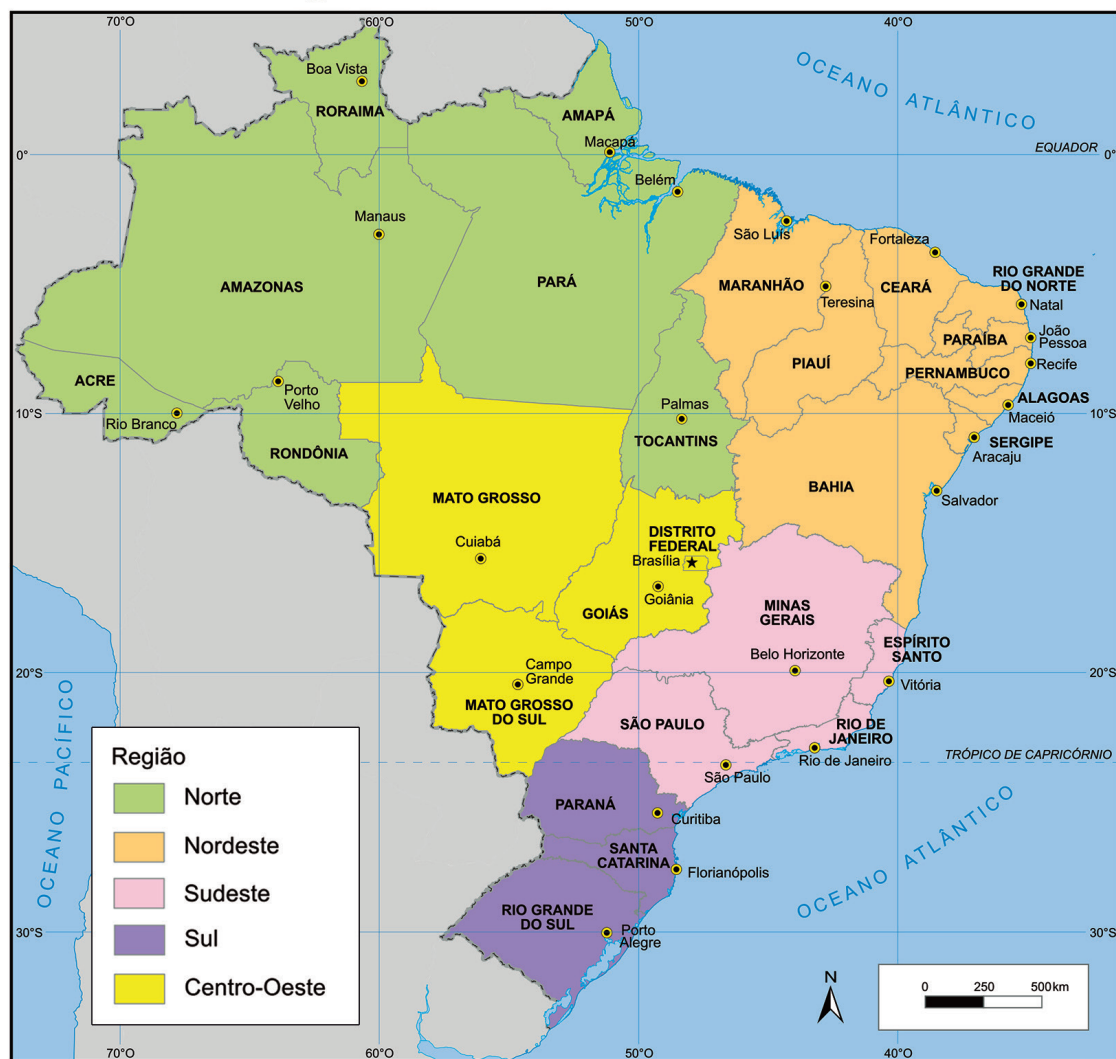 70°O
60°O
50°O
40°O
OCEANO ATLÂNTICO
Boa Vista
RORAIMA
AMAPÁ
Macapá
EQUADOR
0°
0°
Belém
Manaus
São Luís
Fortaleza
RIO GRANDE
DO NORTE
Natal
AMAZONAS
PARÁ
MARANHÃO
CEARÁ
Teresina
João
Pessoa
PARAÍBA
PIAUÍ
Recife
PERNAMBUCO
ACRE
Porto
Velho
Rio Branco
ALAGOAS
Maceió
10°S
10°S
Palmas
TOCANTINS
SERGIPE
Aracaju
RONDÔNIA
MATO GROSSO
BAHIA
Salvador
Cuiabá
DISTRITO
FEDERAL
Brasília
Goiânia
GOIÁS
MINAS
GERAIS
ESPÍRITO
SANTO
Belo Horizonte
Vitória
20°S
20°S
Campo
Grande
MATO GROSSO
DO SUL
SÃO PAULO
RIO DE
JANEIRO
Rio de Janeiro
São Paulo
TRÓPICO DE CAPRICÓRNIO
OCEANO PACÍFICO
PARANÁ
Curitiba
SANTA
CATARINA
Florianópolis
OCEANO ATLÂNTICO
RIO GRANDE
DO SUL
Porto
Alegre
30°S
30°S
Região
Norte
Nordeste
Sudeste
Sul
Centro-Oeste
N
0 250 500 km
70°O
60°O
50°O
40°O